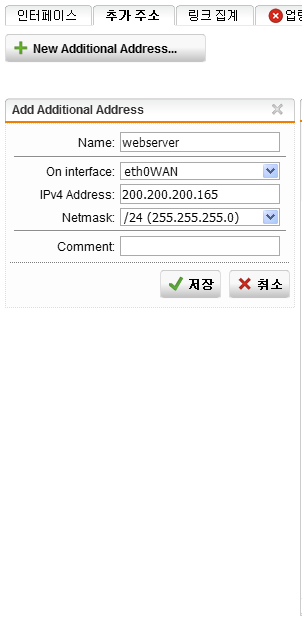 인터페이스 추가 주소 링크 집계
New Additional Address...
Add Additional Address
Name: webserver
On interface: eth0WAN
IPv4 Address: 200.200.200.165
Netmask: /24 (255.255.255.0)
Comment:
저장 취소